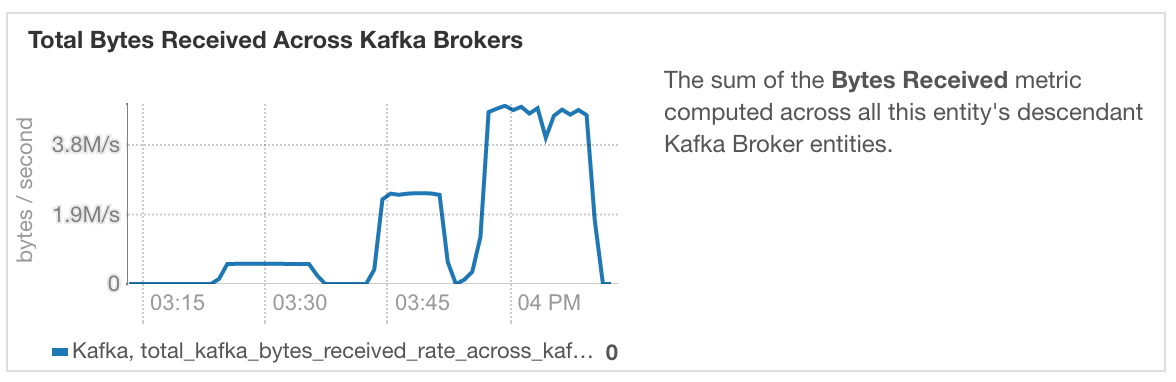 Total Bytes Received Across Kafka Brokers
The sum of the Bytes Received metric
computed across all this entity's descendant
Kafka Broker entities.
bytes / second
3.8M/s
1.9M/s
0
03:15 03:30 03:45 04 PM
Kafka, total_kafka_bytes_received_rate_across_kaf… 0